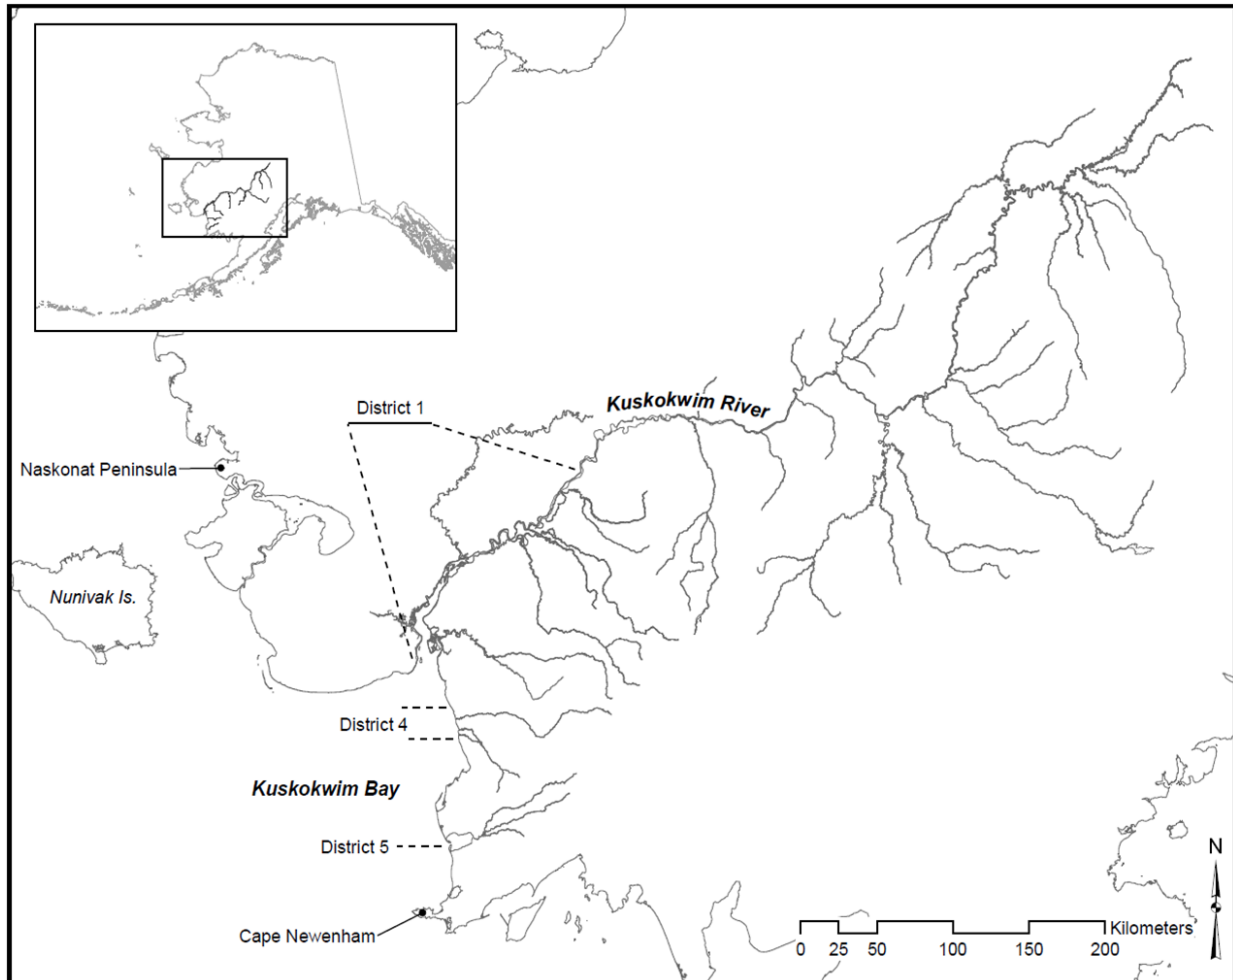 District 1
Kuskokwim River
Naskonat Peninsula
Nunivak Is.
District 4
Kuskokwim Bay
District 5
Cape Newenham
N
Kilometers
0 25 50 100 150 200